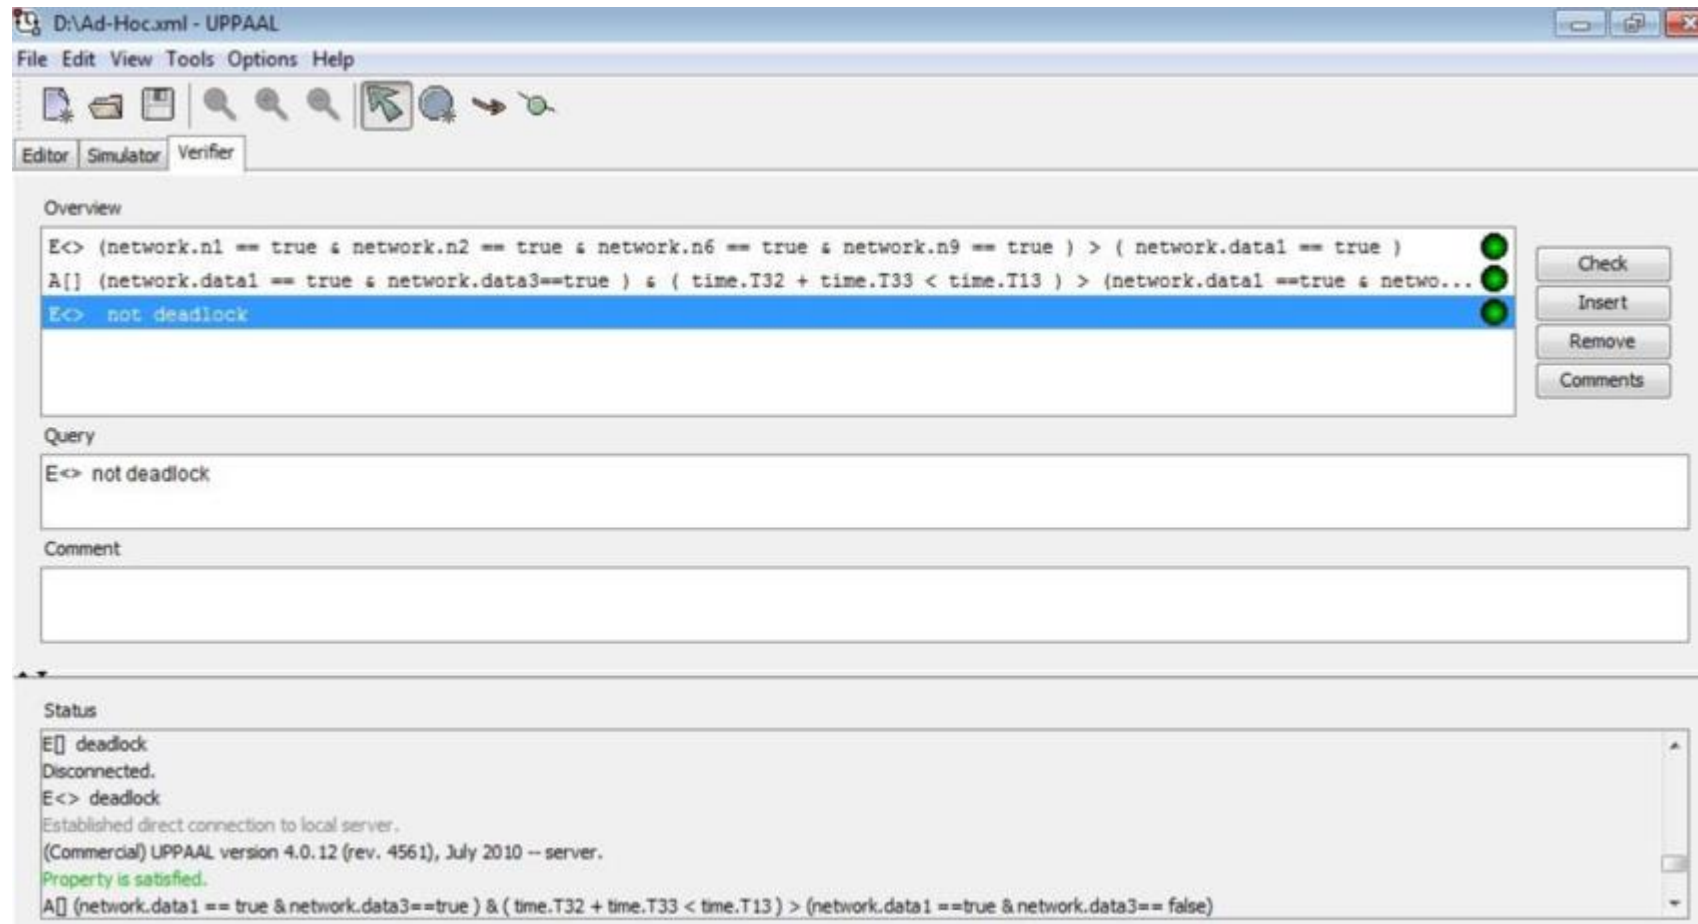 D:\Ad-Hoc.xml - UPPAAL
File Edit View Tools Options Help
Editor Simulator Verifier
Overview
E<> (network.n1 == true & network.n2 == true & network.n6 == true & network.n9 == true ) > ( network.data1 == true )
A[] (network.data1 == true & network.data3==true ) & ( time.T32 + time.T33 < time.T13 ) > (network.data1 ==true & netwo...
E<> not deadlock
Check
Insert
Remove
Comments
Query
E<> not deadlock
Comment
Status
E[] deadlock
Disconnected.
E<> deadlock
Established direct connection to local server.
(Commercial) UPPAAL version 4.0.12 (rev. 4561), July 2010 -- server.
Property is satisfied.
A[] (network.data1 == true & network.data3==true ) & ( time.T32 + time.T33 < time.T13 ) > (network.data1 ==true & network.data3== false)